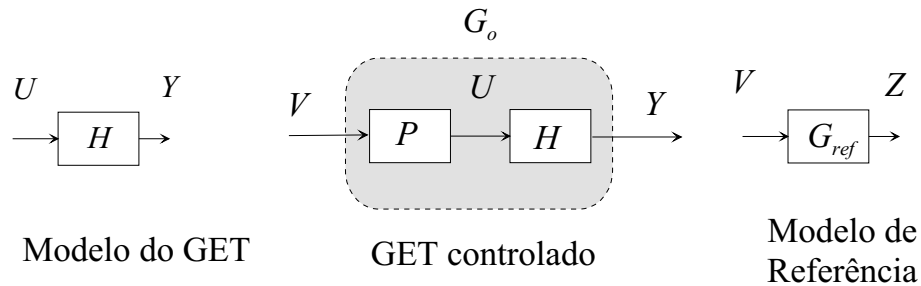 G_o
U Y
H
V U Y
P H
V Z
G_ref
Modelo do GET
GET controlado
Modelo de
Referência